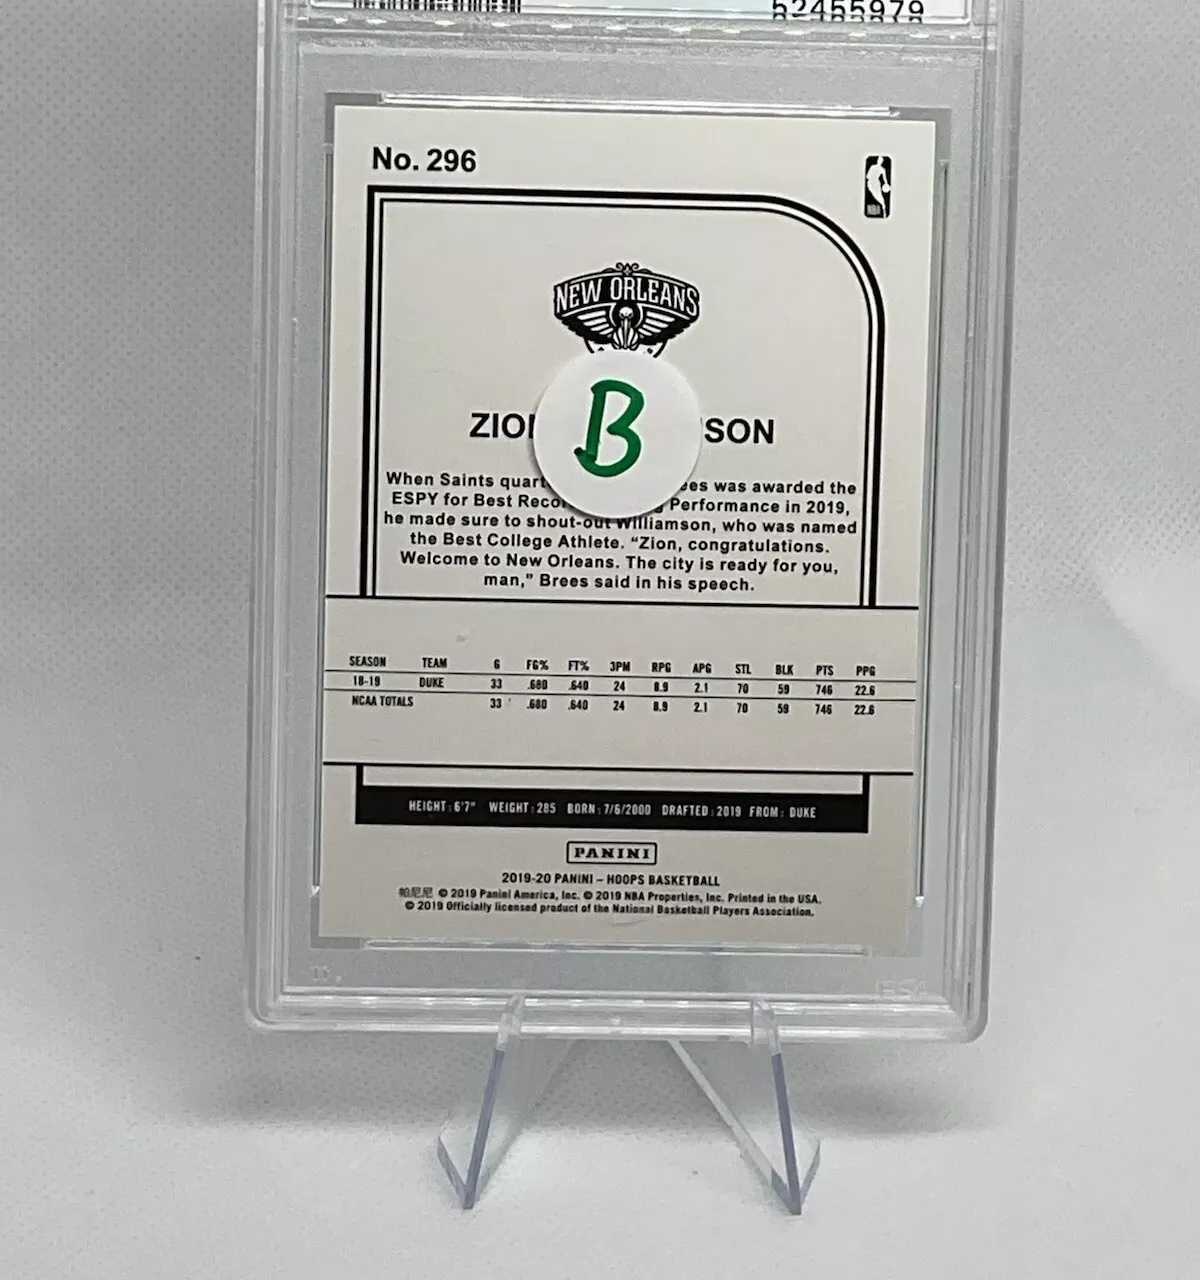 52455979
No. 296
NBA
NEW ORLEANS
B
ZIO SON
When Saints quart ees was awarded the
ESPY for Best Reco Performance in 2019,
he made sure to shout-out Williamson, who was named
the Best College Athlete. “Zion, congratulations.
Welcome to New Orleans. The city is ready for you,
man,” Brees said in his speech.
SEASON TEAM G FG% FT% 3PM RPG APG STL BLK PTS PPG
18-19 DUKE 33 .680 .640 24 8.9 2.1 70 59 746 22.6
NCAA TOTALS 33 .680 .640 24 8.9 2.1 70 59 746 22.6
HEIGHT: 6'7" WEIGHT: 285 BORN: 7/6/2000 DRAFTED: 2019 FROM: DUKE
PANINI
2019-20 PANINI – HOOPS BASKETBALL
帕尼尼 © 2019 Panini America, Inc. © 2019 NBA Properties, Inc. Printed in the USA.
© 2019 Officially licensed product of the National Basketball Players Association.